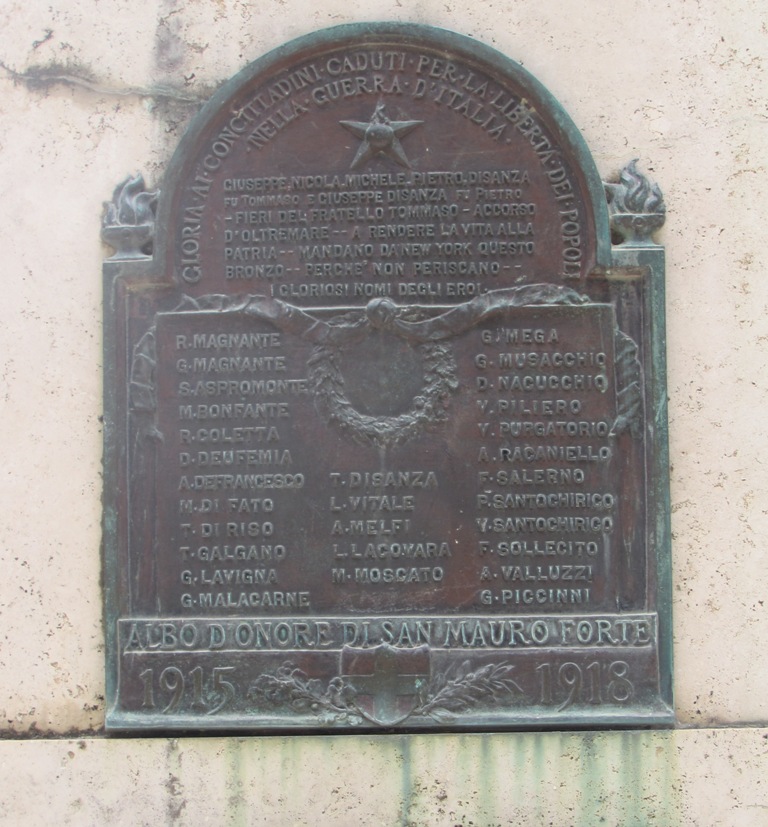 GLORIA·AI·CONCITTADINI·CADUTI·PER·LA·LIBERTA·DEI·POPOLI
·NELLA·GUERRA·D'ITALIA·
GIUSEPPE, NICOLA, MICHELE, PIETRO, DISANZA
FU TOMMASO E GIUSEPPE DISANZA FU PIETRO
-FIERI DEL FRATELLO TOMMASO - ACCORSO
D'OLTREMARE -- A RENDERE LA VITA ALLA
PATRIA -- MANDANO DA NEW YORK QUESTO
BRONZO -- PERCHE' NON PERISCANO --
I GLORIOSI NOMI DEGLI EROI.
R. MAGNANTE
G. MAGNANTE
S. ASPROMONTE
M. BONFANTE
R. COLETTA
D. DEUFEMIA
A. DEFRANCESCO
M. DI FATO
T. DI RISO
T. GALGANO
G. LAVIGNA
G. MALACARNE
T. DISANZA
L. VITALE
A. MELFI
L. LACOVARA
M. MOSCATO
G. MEGA
G. MUSACCHIO
D. NACUCCHIO
V. PILIERO
V. PURGATORIO
A. RACANIELLO
F. SALERNO
P. SANTOCHIRICO
V. SANTOCHIRICO
F. SOLLECITO
A. VALLUZZI
G. PICCINNI
ALBO D'ONORE DI SAN MAURO FORTE
1915 1918